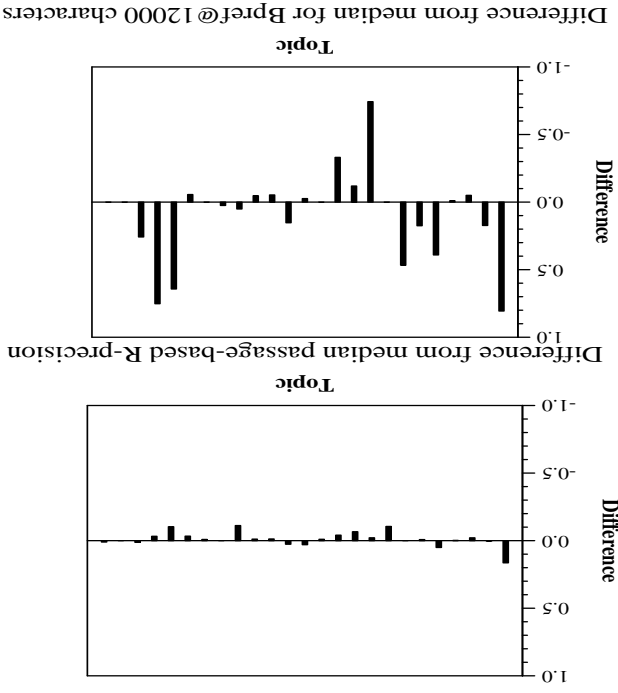 1.0
0.5
0.0
-0.5
-1.0
Difference
Topic
Difference from median passage-based R-precision
1.0
0.5
0.0
-0.5
-1.0
Difference
Topic
Difference from median for Bpref@12000 characters